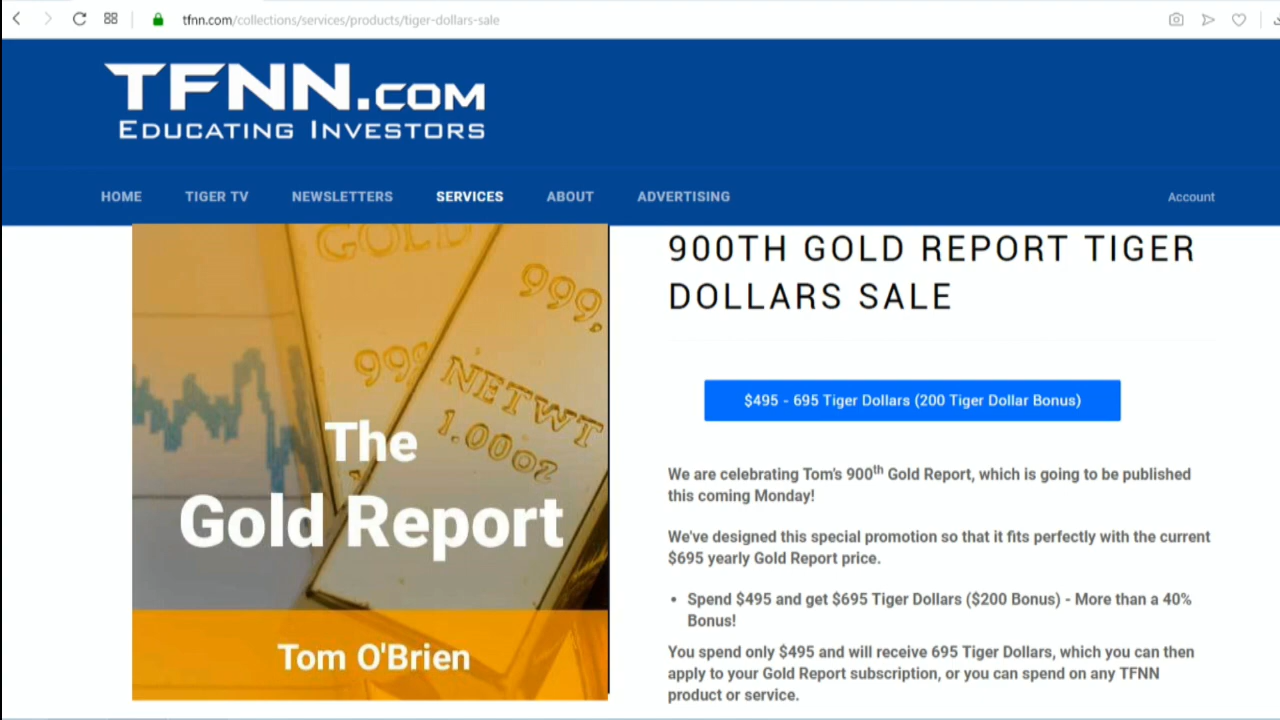 tfnn.com/collections/services/products/tiger-dollars-sale
TFNN.COM
EDUCATING INVESTORS
HOME TIGER TV NEWSLETTERS SERVICES ABOUT ADVERTISING Account
GOLD
999.
999
NETWT
1.00OZ
The
Gold Report
Tom O'Brien
900TH GOLD REPORT TIGER
DOLLARS SALE
$495 - 695 Tiger Dollars (200 Tiger Dollar Bonus)
We are celebrating Tom's 900th Gold Report, which is going to be published
this coming Monday!
We've designed this special promotion so that it fits perfectly with the current
$695 yearly Gold Report price.
• Spend $495 and get $695 Tiger Dollars ($200 Bonus) - More than a 40%
Bonus!
You spend only $495 and will receive 695 Tiger Dollars, which you can then
apply to your Gold Report subscription, or you can spend on any TFNN
product or service.